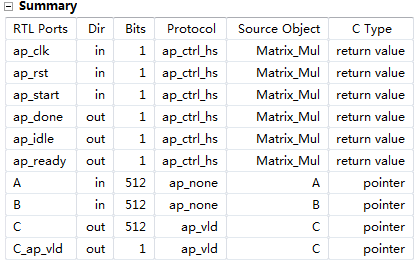 Summary
RTL Ports Dir Bits Protocol Source Object C Type
ap_clk in 1 ap_ctrl_hs Matrix_Mul return value
ap_rst in 1 ap_ctrl_hs Matrix_Mul return value
ap_start in 1 ap_ctrl_hs Matrix_Mul return value
ap_done out 1 ap_ctrl_hs Matrix_Mul return value
ap_idle out 1 ap_ctrl_hs Matrix_Mul return value
ap_ready out 1 ap_ctrl_hs Matrix_Mul return value
A in 512 ap_none A pointer
B in 512 ap_none B pointer
C out 512 ap_vld C pointer
C_ap_vld out 1 ap_vld C pointer